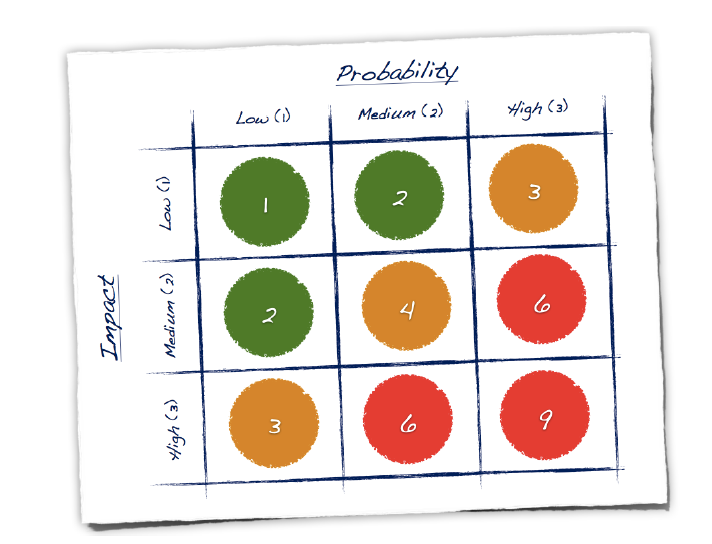 Probability
Low (1)
Medium (2)
High (3)
Impact
Low (1)
1
2
3
Medium (2)
2
4
6
High (3)
3
6
9